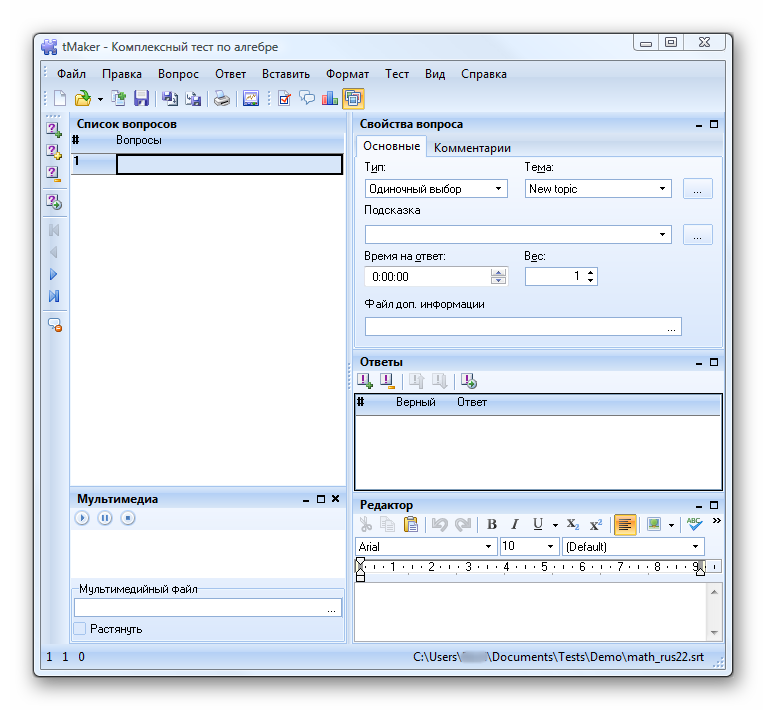 tMaker - Комплексный тест по алгебре
Файл Правка Вопрос Ответ Вставить Формат Тест Вид Справка
Список вопросов
# Вопросы
1
Свойства вопроса
Основные Комментарии
Тип: Тема:
Одиночный выбор New topic ...
Подсказка
...
Время на ответ: Вес:
0:00:00 1
Файл доп. информации
...
Ответы
# Верный Ответ
Мультимедиа
Мультимедийный файл
...
Растянуть
Редактор
B I U X₂ X² ABC »
Arial 10 (Default)
1 2 3 4 5 6 7 8 9
1 1 0 C:\Users\ \Documents\Tests\Demo\math_rus22.srt